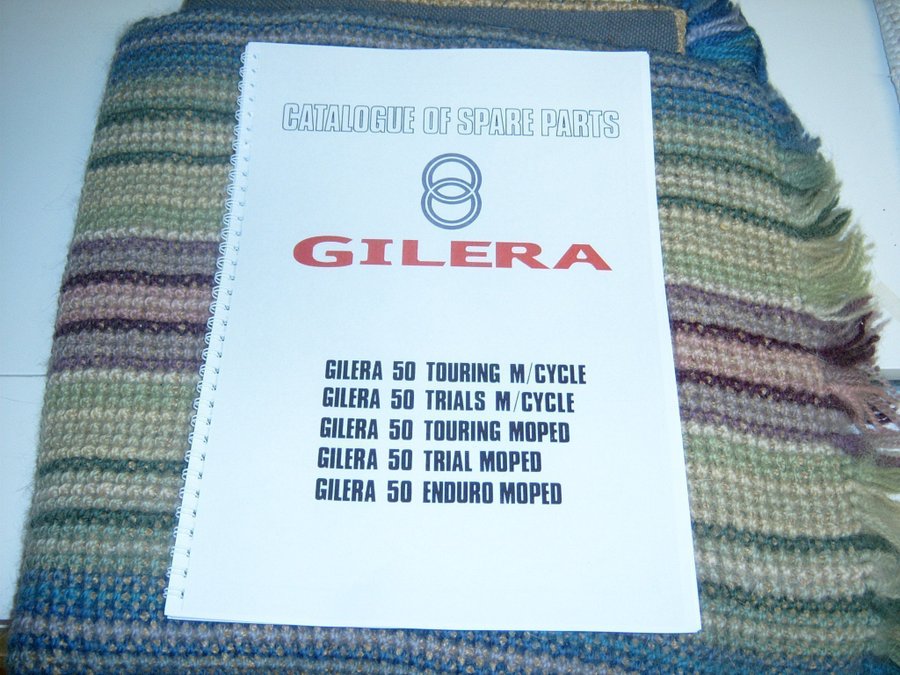 CATALOGUE OF SPARE PARTS
GILERA
GILERA 50 TOURING M/CYCLE
GILERA 50 TRIALS M/CYCLE
GILERA 50 TOURING MOPED
GILERA 50 TRIAL MOPED
GILERA 50 ENDURO MOPED